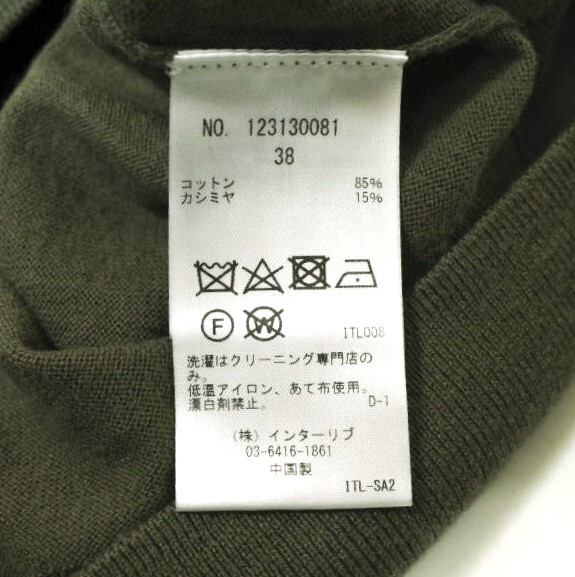 NO. 123130081
38
コットン 85%
カシミヤ 15%
F W
ITL008
洗濯はクリーニング専門店の
み。
低温アイロン、あて布使用。
漂白剤禁止。 D-1
(株) インターリブ
03-6416-1861
中国製
ITL-SA2